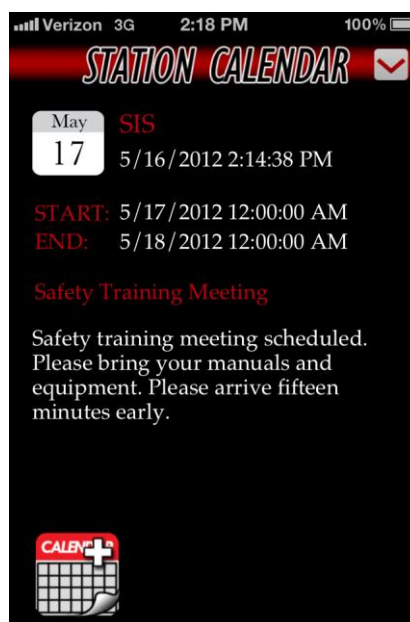 Verizon 3G 2:18 PM 100%
STATION CALENDAR
May SIS
17 5/16/2012 2:14:38 PM
START: 5/17/2012 12:00:00 AM
END: 5/18/2012 12:00:00 AM
Safety Training Meeting
Safety training meeting scheduled.
Please bring your manuals and
equipment. Please arrive fifteen
minutes early.